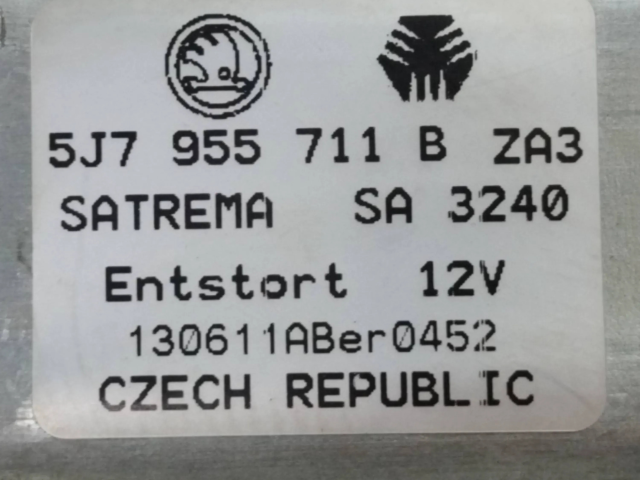 5J7 955 711 B ZA3
SATREMA SA 3240
Entstort 12V
130611ABer0452
CZECH REPUBLIC